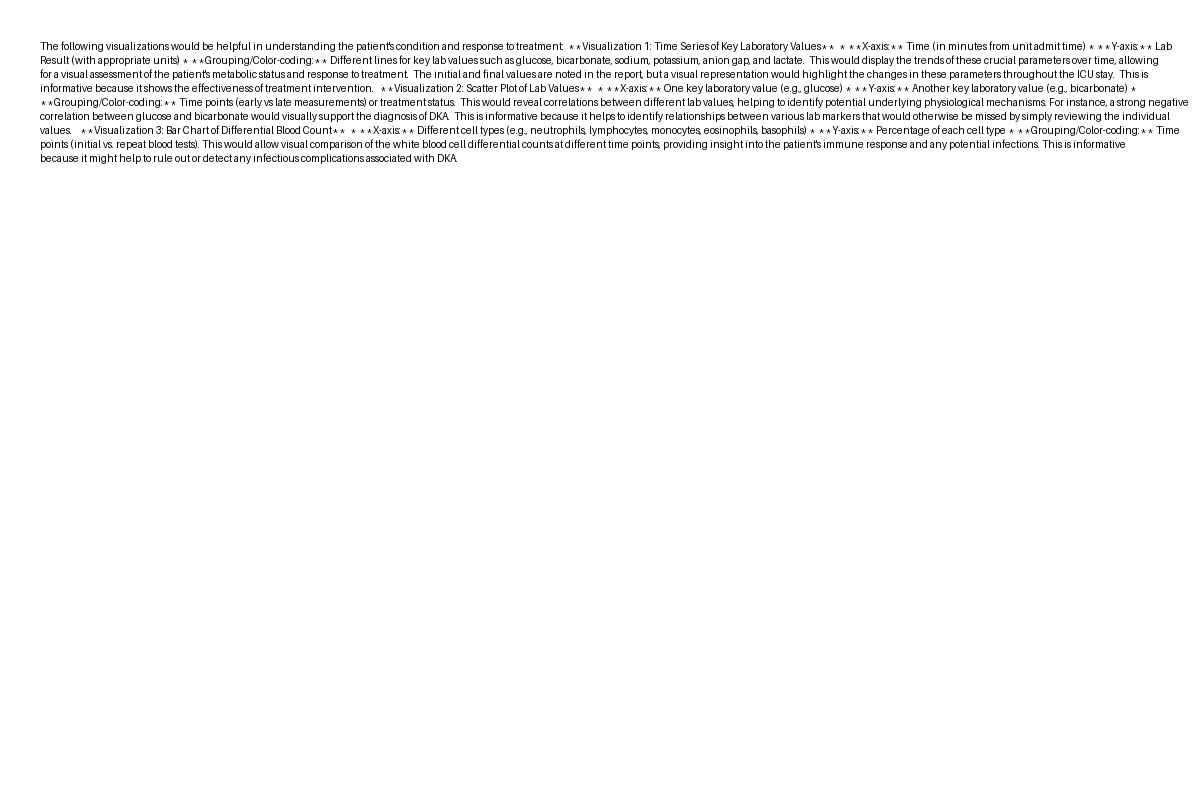 The following visualizations would be helpful in understanding the patient's condition and response to treatment: **Visualization 1: Time Series of Key Laboratory Values** * **X-axis:** Time (in minutes from unit admit time) * **Y-axis:** Lab
Result (with appropriate units) * **Grouping/Color-coding:** Different lines for key lab values such as glucose, bicarbonate, sodium, potassium, anion gap, and lactate. This would display the trends of these crucial parameters over time, allowing
for a visual assessment of the patient's metabolic status and response to treatment. The initial and final values are noted in the report, but a visual representation would highlight the changes in these parameters throughout the ICU stay. This is
informative because it shows the effectiveness of treatment intervention. **Visualization 2: Scatter Plot of Lab Values** * **X-axis:** One key laboratory value (e.g., glucose) * **Y-axis:** Another key laboratory value (e.g., bicarbonate) *
**Grouping/Color-coding:** Time points (early vs late measurements) or treatment status. This would reveal correlations between different lab values, helping to identify potential underlying physiological mechanisms. For instance, a strong negative
correlation between glucose and bicarbonate would visually support the diagnosis of DKA. This is informative because it helps to identify relationships between various lab markers that would otherwise be missed by simply reviewing the individual
values. **Visualization 3: Bar Chart of Differential Blood Count** * **X-axis:** Different cell types (e.g., neutrophils, lymphocytes, monocytes, eosinophils, basophils) * **Y-axis:** Percentage of each cell type * **Grouping/Color-coding:** Time
points (initial vs. repeat blood tests). This would allow visual comparison of the white blood cell differential counts at different time points, providing insight into the patient's immune response and any potential infections. This is informative
because it might help to rule out or detect any infectious complications associated with DKA.